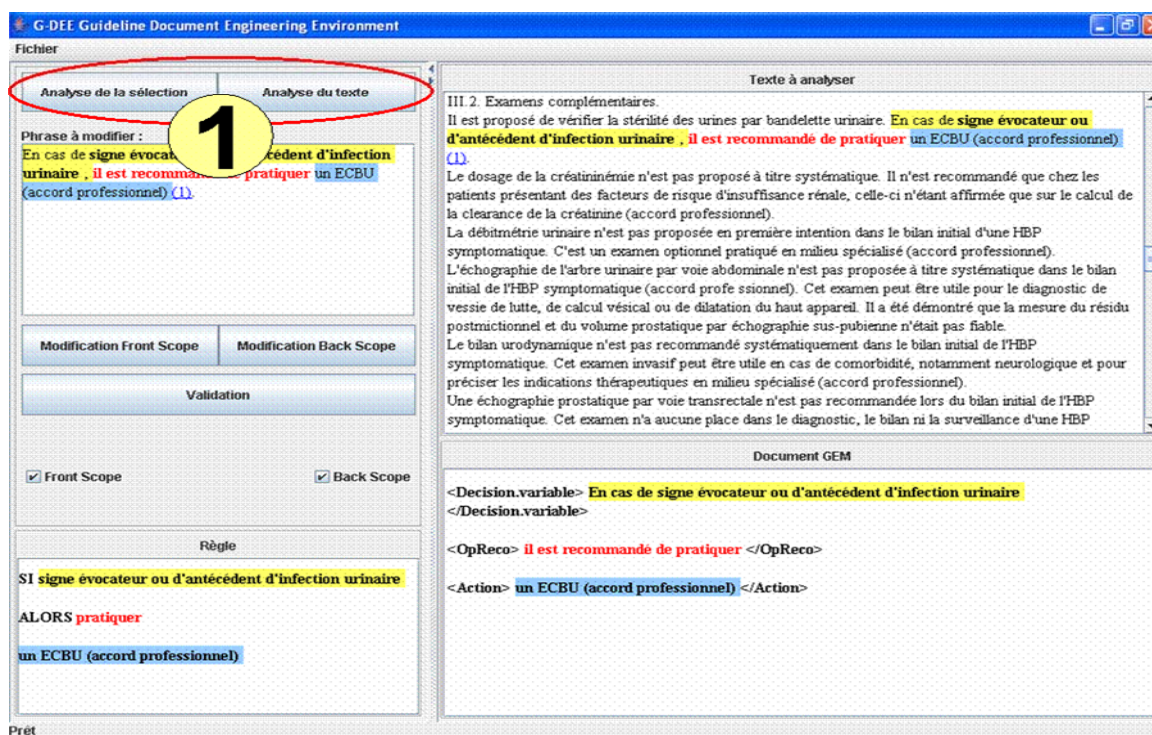 G-DEE Guideline Document Engineering Environment
Fichier
Analyse de la sélection
Analyse du texte
1
Phrase à modifier :
En cas de signe évocat cédent d'infection
urinaire , il est recomman e pratiquer un ECBU
(accord professionnel) (1).
Modification Front Scope
Modification Back Scope
Validation
Front Scope
Back Scope
Règle
SI signe évocateur ou d'antécédent d'infection urinaire
ALORS pratiquer
un ECBU (accord professionnel)
Texte à analyser
III.2. Examens complémentaires.
Il est proposé de vérifier la stérilité des urines par bandelette urinaire. En cas de signe évocateur ou
d'antécédent d'infection urinaire , il est recommandé de pratiquer un ECBU (accord professionnel)
(1).
Le dosage de la créatininémie n'est pas proposé à titre systématique. Il n'est recommandé que chez les
patients présentant des facteurs de risque d'insuffisance rénale, celle-ci n'étant affirmée que sur le calcul de
la clearance de la créatinine (accord professionnel).
La débitmétrie urinaire n'est pas proposée en première intention dans le bilan initial d'une HBP
symptomatique. C'est un examen optionnel pratiqué en milieu spécialisé (accord professionnel).
L'échographie de l'arbre urinaire par voie abdominale n'est pas proposée à titre systématique dans le bilan
initial de l'HBP symptomatique (accord profe ssionnel). Cet examen peut être utile pour le diagnostic de
vessie de lutte, de calcul vésical ou de dilatation du haut appareil. Il a été démontré que la mesure du résidu
postmictionnel et du volume prostatique par échographie sus-pubienne n'était pas fiable.
Le bilan urodynamique n'est pas recommandé systématiquement dans le bilan initial de l'HBP
symptomatique. Cet examen invasif peut être utile en cas de comorbidité, notamment neurologique et pour
préciser les indications thérapeutiques en milieu spécialisé (accord professionnel).
Une échographie prostatique par voie transrectale n'est pas recommandée lors du bilan initial de l'HBP
symptomatique. Cet examen n'a aucune place dans le diagnostic, le bilan ni la surveillance d'une HBP
Document GEM
<Decision.variable> En cas de signe évocateur ou d'antécédent d'infection urinaire
</Decision.variable>
<OpReco> il est recommandé de pratiquer </OpReco>
<Action> un ECBU (accord professionnel) </Action>
Prêt